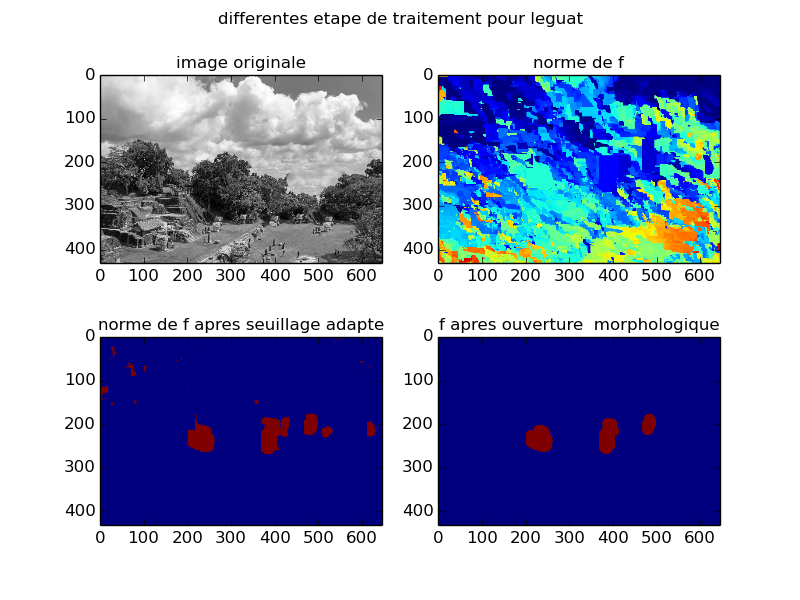 differentes etape de traitement pour leguat
image originale
0
100
200
300
400
0 100 200 300 400 500 600
norme de f
0
100
200
300
400
0 100 200 300 400 500 600
norme de f apres seuillage adapte
0
100
200
300
400
0 100 200 300 400 500 600
f apres ouverture  morphologique
0
100
200
300
400
0 100 200 300 400 500 600